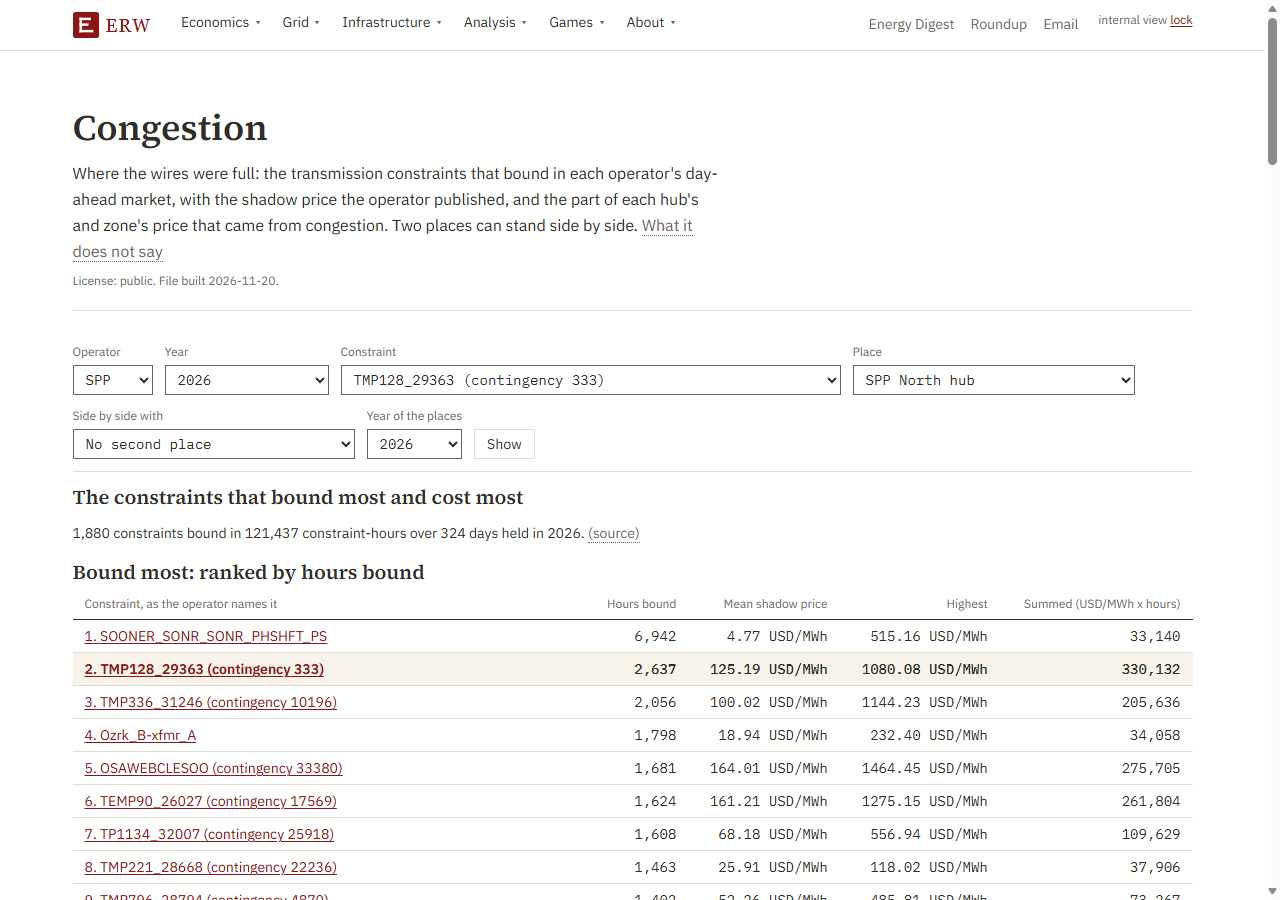 E ERW Economics Grid Infrastructure Analysis Games About Energy Digest Roundup Email internal view lock
Congestion
Where the wires were full: the transmission constraints that bound in each operator's day-
ahead market, with the shadow price the operator published, and the part of each hub's
and zone's price that came from congestion. Two places can stand side by side. What it
does not say
License: public. File built 2026-11-20.
Operator Year Constraint Place
SPP 2026 TMP128_29363 (contingency 333) SPP North hub
Side by side with Year of the places
No second place 2026 Show
The constraints that bound most and cost most
1,880 constraints bound in 121,437 constraint-hours over 324 days held in 2026. (source)
Bound most: ranked by hours bound
Constraint, as the operator names it Hours bound Mean shadow price Highest Summed (USD/MWh x hours)
1. SOONER_SONR_SONR_PHSHFT_PS 6,942 4.77 USD/MWh 515.16 USD/MWh 33,140
2. TMP128_29363 (contingency 333) 2,637 125.19 USD/MWh 1080.08 USD/MWh 330,132
3. TMP336_31246 (contingency 10196) 2,056 100.02 USD/MWh 1144.23 USD/MWh 205,636
4. Ozrk_B-xfmr_A 1,798 18.94 USD/MWh 232.40 USD/MWh 34,058
5. OSAWEBCLESOO (contingency 33380) 1,681 164.01 USD/MWh 1464.45 USD/MWh 275,705
6. TEMP90_26027 (contingency 17569) 1,624 161.21 USD/MWh 1275.15 USD/MWh 261,804
7. TP1134_32007 (contingency 25918) 1,608 68.18 USD/MWh 556.94 USD/MWh 109,629
8. TMP221_28668 (contingency 22236) 1,463 25.91 USD/MWh 118.02 USD/MWh 37,906